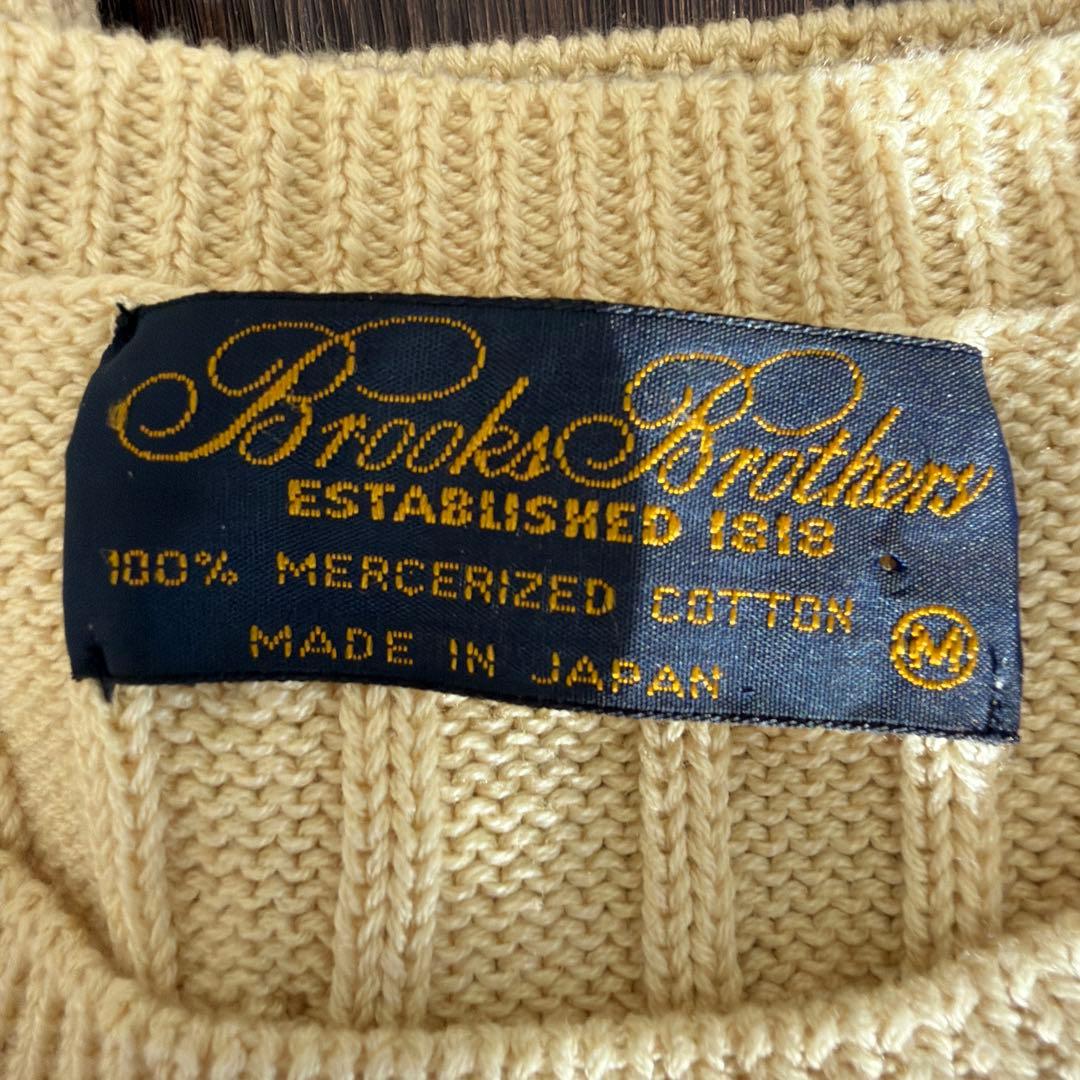 Brooks Brothers
ESTABLISHED 1818
100% MERCERIZED COTTON
MADE IN JAPAN
M